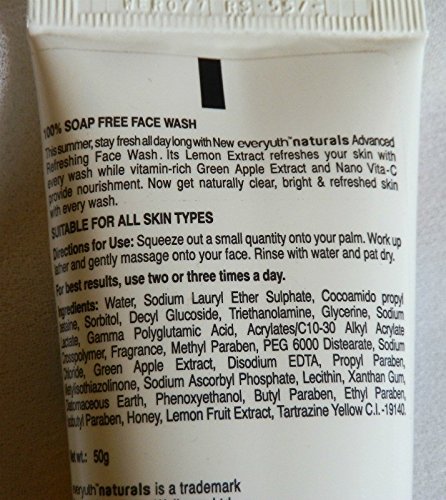 100% SOAP FREE FACE WASH
This summer, stay fresh all day long with New everyuth™ naturals Advanced
Refreshing Face Wash. Its Lemon Extract refreshes your skin with
every wash while vitamin-rich Green Apple Extract and Nano Vita-C
provide nourishment. Now get naturally clear, bright & refreshed skin
with every wash.
SUITABLE FOR ALL SKIN TYPES
Directions for Use: Squeeze out a small quantity onto your palm. Work up
lather and gently massage onto your face. Rinse with water and pat dry.
For best results, use two or three times a day.
Ingredients: Water, Sodium Lauryl Ether Sulphate, Cocoamido propyl
betaine, Sorbitol, Decyl Glucoside, Triethanolamine, Glycerine, Sodium
Lactate, Gamma Polyglutamic Acid, Acrylates/C10-30 Alkyl Acrylate
Crosspolymer, Fragrance, Methyl Paraben, PEG 6000 Distearate, Sodium
Chloride, Green Apple Extract, Disodium EDTA, Propyl Paraben,
Methylisothiazolinone, Sodium Ascorbyl Phosphate, Lecithin, Xanthan Gum,
Diatomaceous Earth, Phenoxyethanol, Butyl Paraben, Ethyl Paraben,
Isobutyl Paraben, Honey, Lemon Fruit Extract, Tartrazine Yellow C.I.-19140.
Net wt.: 50g
everyuth™ naturals is a trademark